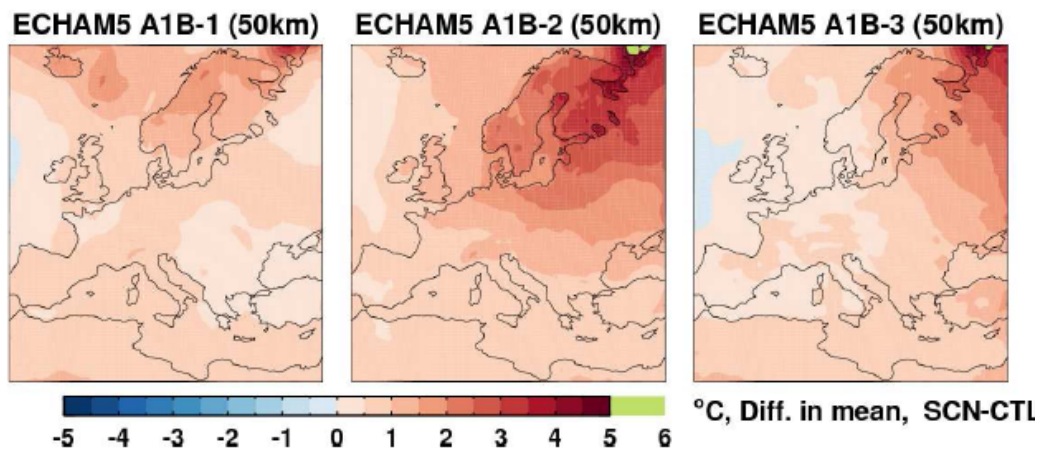 ECHAM5 A1B-1 (50km) ECHAM5 A1B-2 (50km) ECHAM5 A1B-3 (50km)
-5 -4 -3 -2 -1 0 1 2 3 4 5 6
°C, Diff. in mean, SCN-CTL